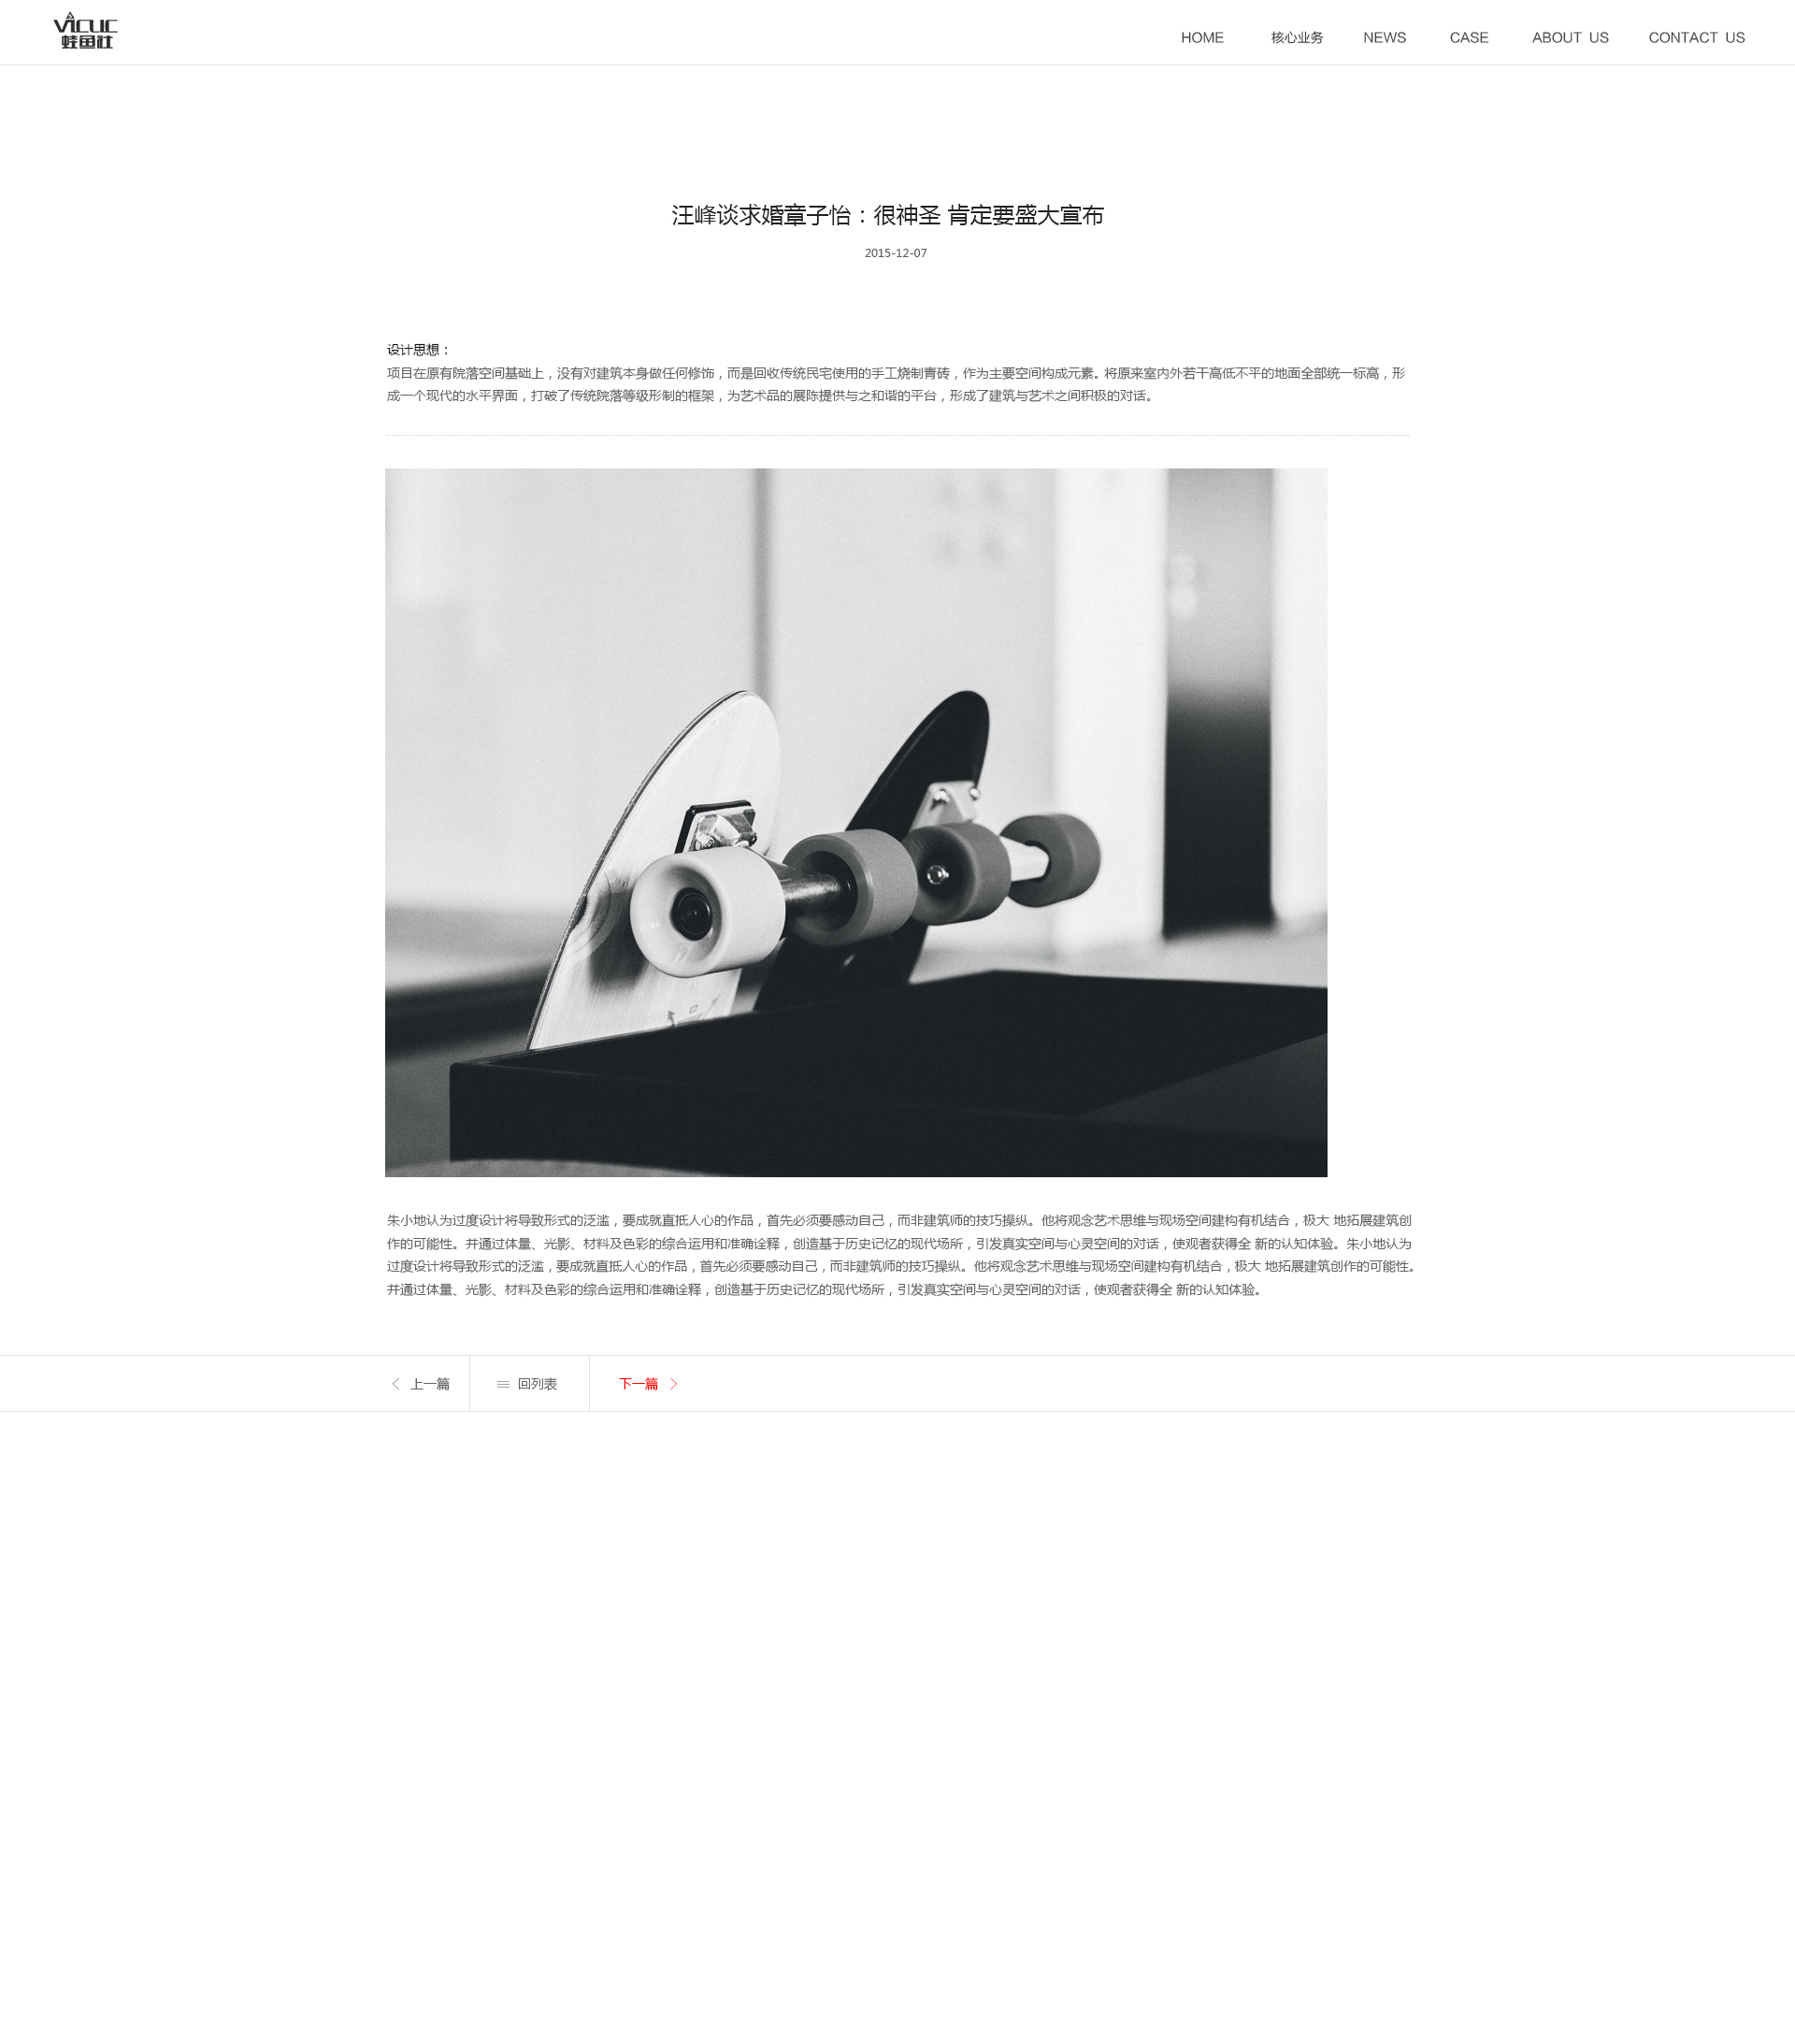 VICUC
蛙鱼社
HOME 核心业务 NEWS CASE ABOUT US CONTACT US
汪峰谈求婚章子怡：很神圣 肯定要盛大宣布
2015-12-07
设计思想：
项目在原有院落空间基础上，没有对建筑本身做任何修饰，而是回收传统民宅使用的手工烧制青砖，作为主要空间构成元素。将原来室内外若干高低不平的地面全部统一标高，形
成一个现代的水平界面，打破了传统院落等级形制的框架，为艺术品的展陈提供与之和谐的平台，形成了建筑与艺术之间积极的对话。
朱小地认为过度设计将导致形式的泛滥，要成就直抵人心的作品，首先必须要感动自己，而非建筑师的技巧操纵。他将观念艺术思维与现场空间建构有机结合，极大 地拓展建筑创
作的可能性。并通过体量、光影、材料及色彩的综合运用和准确诠释，创造基于历史记忆的现代场所，引发真实空间与心灵空间的对话，使观者获得全 新的认知体验。朱小地认为
过度设计将导致形式的泛滥，要成就直抵人心的作品，首先必须要感动自己，而非建筑师的技巧操纵。他将观念艺术思维与现场空间建构有机结合，极大 地拓展建筑创作的可能性。
并通过体量、光影、材料及色彩的综合运用和准确诠释，创造基于历史记忆的现代场所，引发真实空间与心灵空间的对话，使观者获得全 新的认知体验。
上一篇 回列表 下一篇